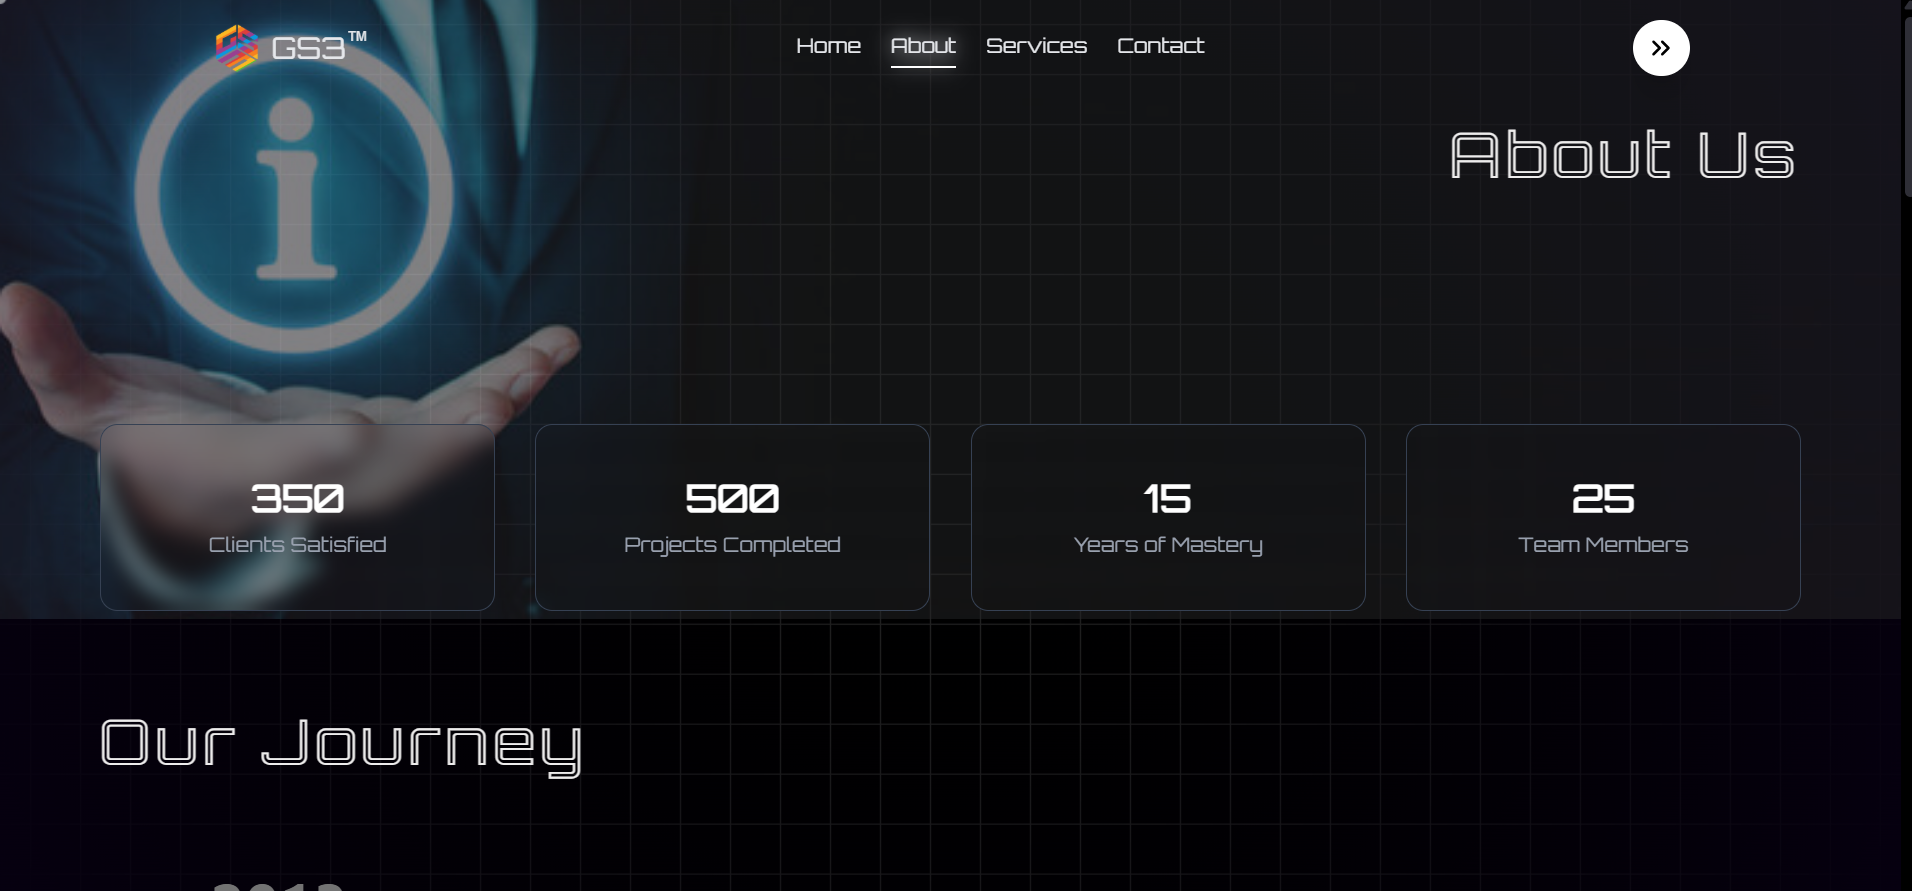 GS3™
Home About Services Contact
About Us
350
Clients Satisfied
500
Projects Completed
15
Years of Mastery
25
Team Members
Our Journey